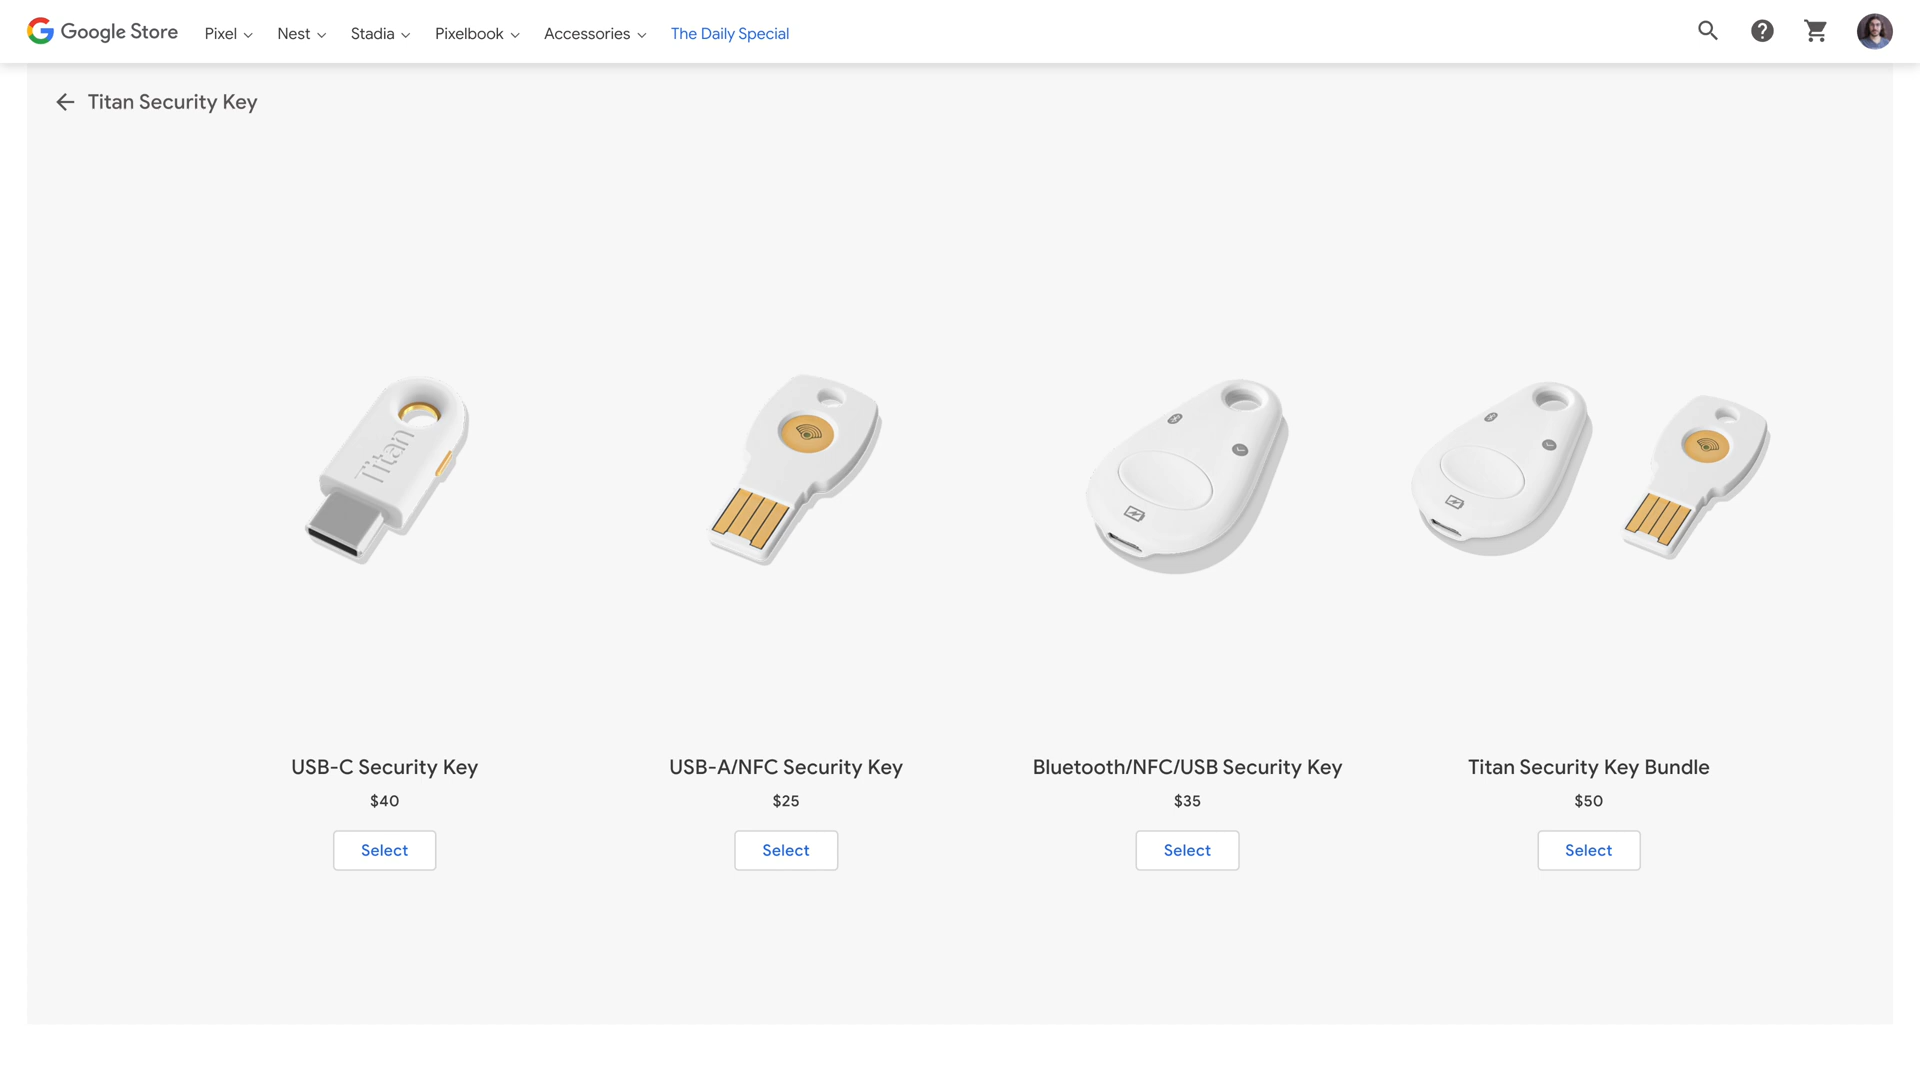 Google Store Pixel Nest Stadia Pixelbook Accessories The Daily Special
Titan Security Key
Titan
USB-C Security Key
$40
Select
USB-A/NFC Security Key
$25
Select
Bluetooth/NFC/USB Security Key
$35
Select
Titan Security Key Bundle
$50
Select